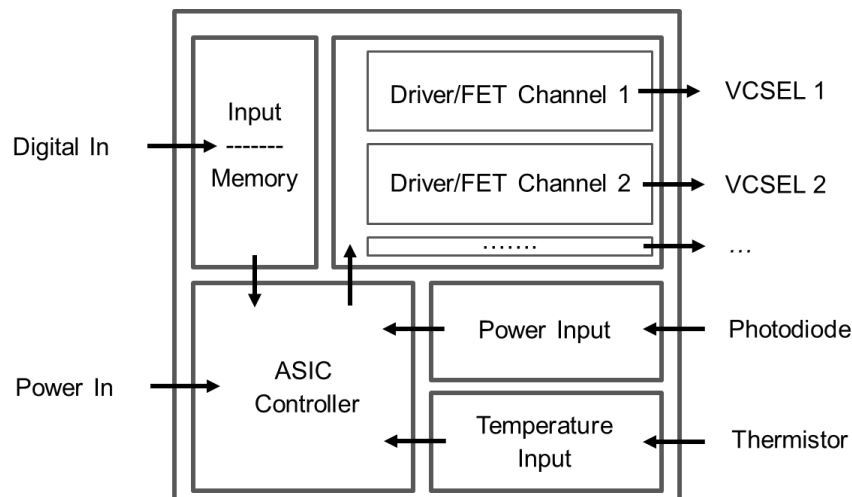 Digital In
Input
-------
Memory
Driver/FET Channel 1
VCSEL 1
Driver/FET Channel 2
VCSEL 2
.......
...
Power In
ASIC
Controller
Power Input
Photodiode
Temperature
Input
Thermistor